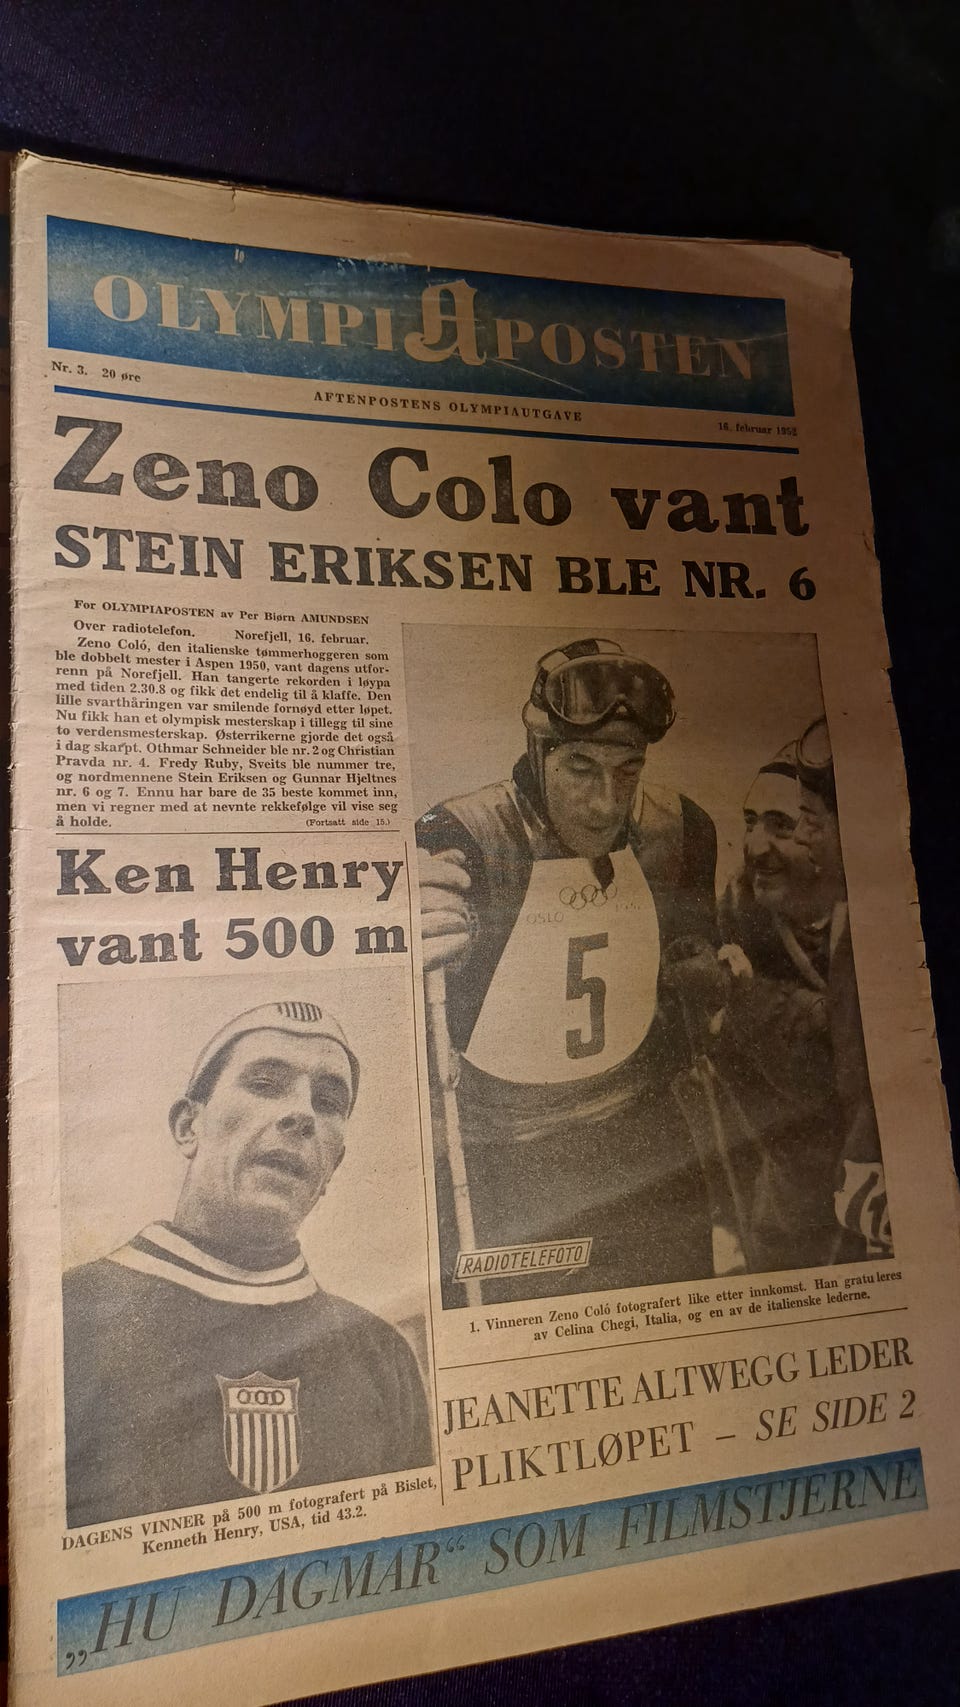 OLYMPIAPOSTEN
Nr. 3. 20 øre
AFTENPOSTENS OLYMPIAUTGAVE
16. februar 1952
Zeno Colo vant
STEIN ERIKSEN BLE NR. 6
For OLYMPIAPOSTEN av Per Biørn AMUNDSEN
Over radiotelefon. Norefjell, 16. februar.
Zeno Coló, den italienske tømmerhoggeren som
ble dobbelt mester i Aspen 1950, vant dagens utfor-
renn på Norefjell. Han tangerte rekorden i løypa
med tiden 2.30.8 og fikk det endelig til å klaffe. Den
lille svarthåringen var smilende fornøyd etter løpet.
Nu fikk han et olympisk mesterskap i tillegg til sine
to verdensmesterskap. Østerrikerne gjorde det også
i dag skarpt. Othmar Schneider ble nr. 2 og Christian
Pravda nr. 4. Fredy Ruby, Sveits ble nummer tre,
og nordmennene Stein Eriksen og Gunnar Hjeltnes
nr. 6 og 7. Ennu har bare de 35 beste kommet inn,
men vi regner med at nevnte rekkefølge vil vise seg
å holde. (Fortsatt side 15.)
Ken Henry
vant 500 m
OSLO
5
RADIOTELEFOTO
1. Vinneren Zeno Coló fotografert like etter innkomst. Han gratuleres
av Celina Chegi, Italia, og en av de italienske lederne.
DAGENS VINNER på 500 m fotografert på Bislet,
Kenneth Henry, USA, tid 43.2.
JEANETTE ALTWEGG LEDER
PLIKTLØPET – SE SIDE 2
„HU DAGMAR“ SOM FILMSTJERNE